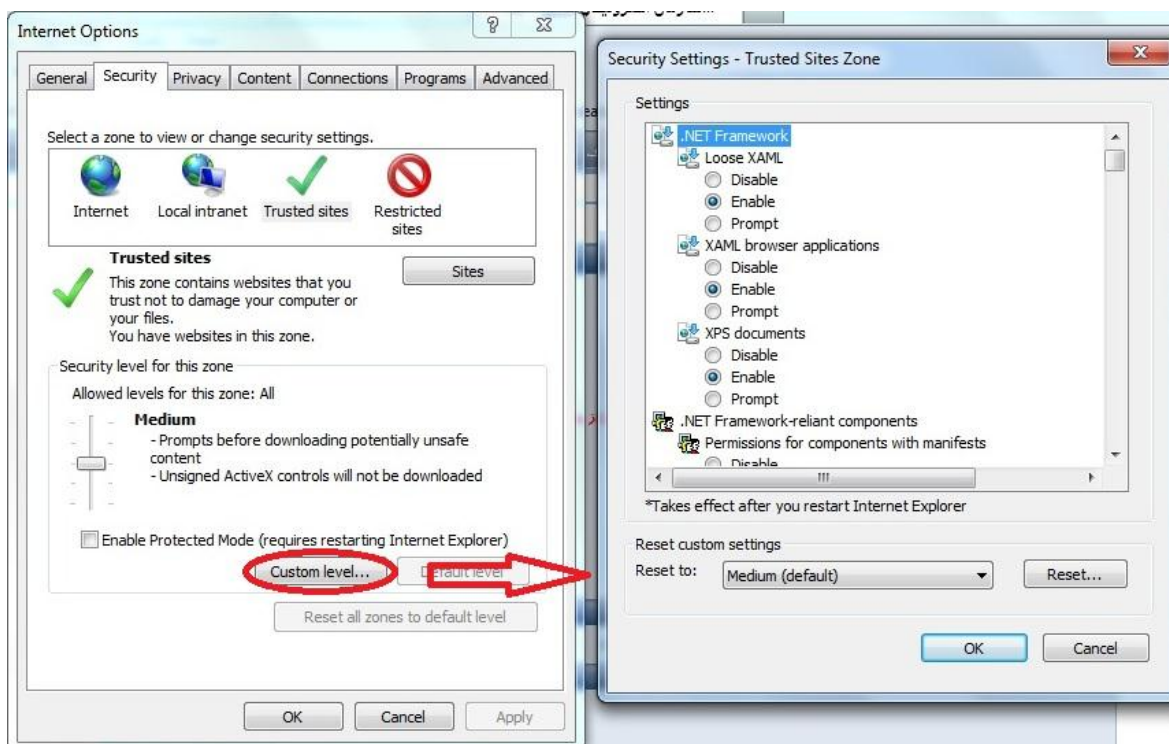 Internet Options
General Security Privacy Content Connections Programs Advanced
Select a zone to view or change security settings.
Internet
Local intranet
Trusted sites
Restricted
sites
Trusted sites
This zone contains websites that you
trust not to damage your computer or
your files.
You have websites in this zone.
Sites
Security level for this zone
Allowed levels for this zone: All
Medium
- Prompts before downloading potentially unsafe
content
- Unsigned ActiveX controls will not be downloaded
Enable Protected Mode (requires restarting Internet Explorer)
Custom level...
Default level
Reset all zones to default level
OK
Cancel
Apply
Security Settings - Trusted Sites Zone
Settings
.NET Framework
Loose XAML
Disable
Enable
Prompt
XAML browser applications
Disable
Enable
Prompt
XPS documents
Disable
Enable
Prompt
.NET Framework-reliant components
Permissions for components with manifests
Disable
*Takes effect after you restart Internet Explorer
Reset custom settings
Reset to:
Medium (default)
Reset...
OK
Cancel